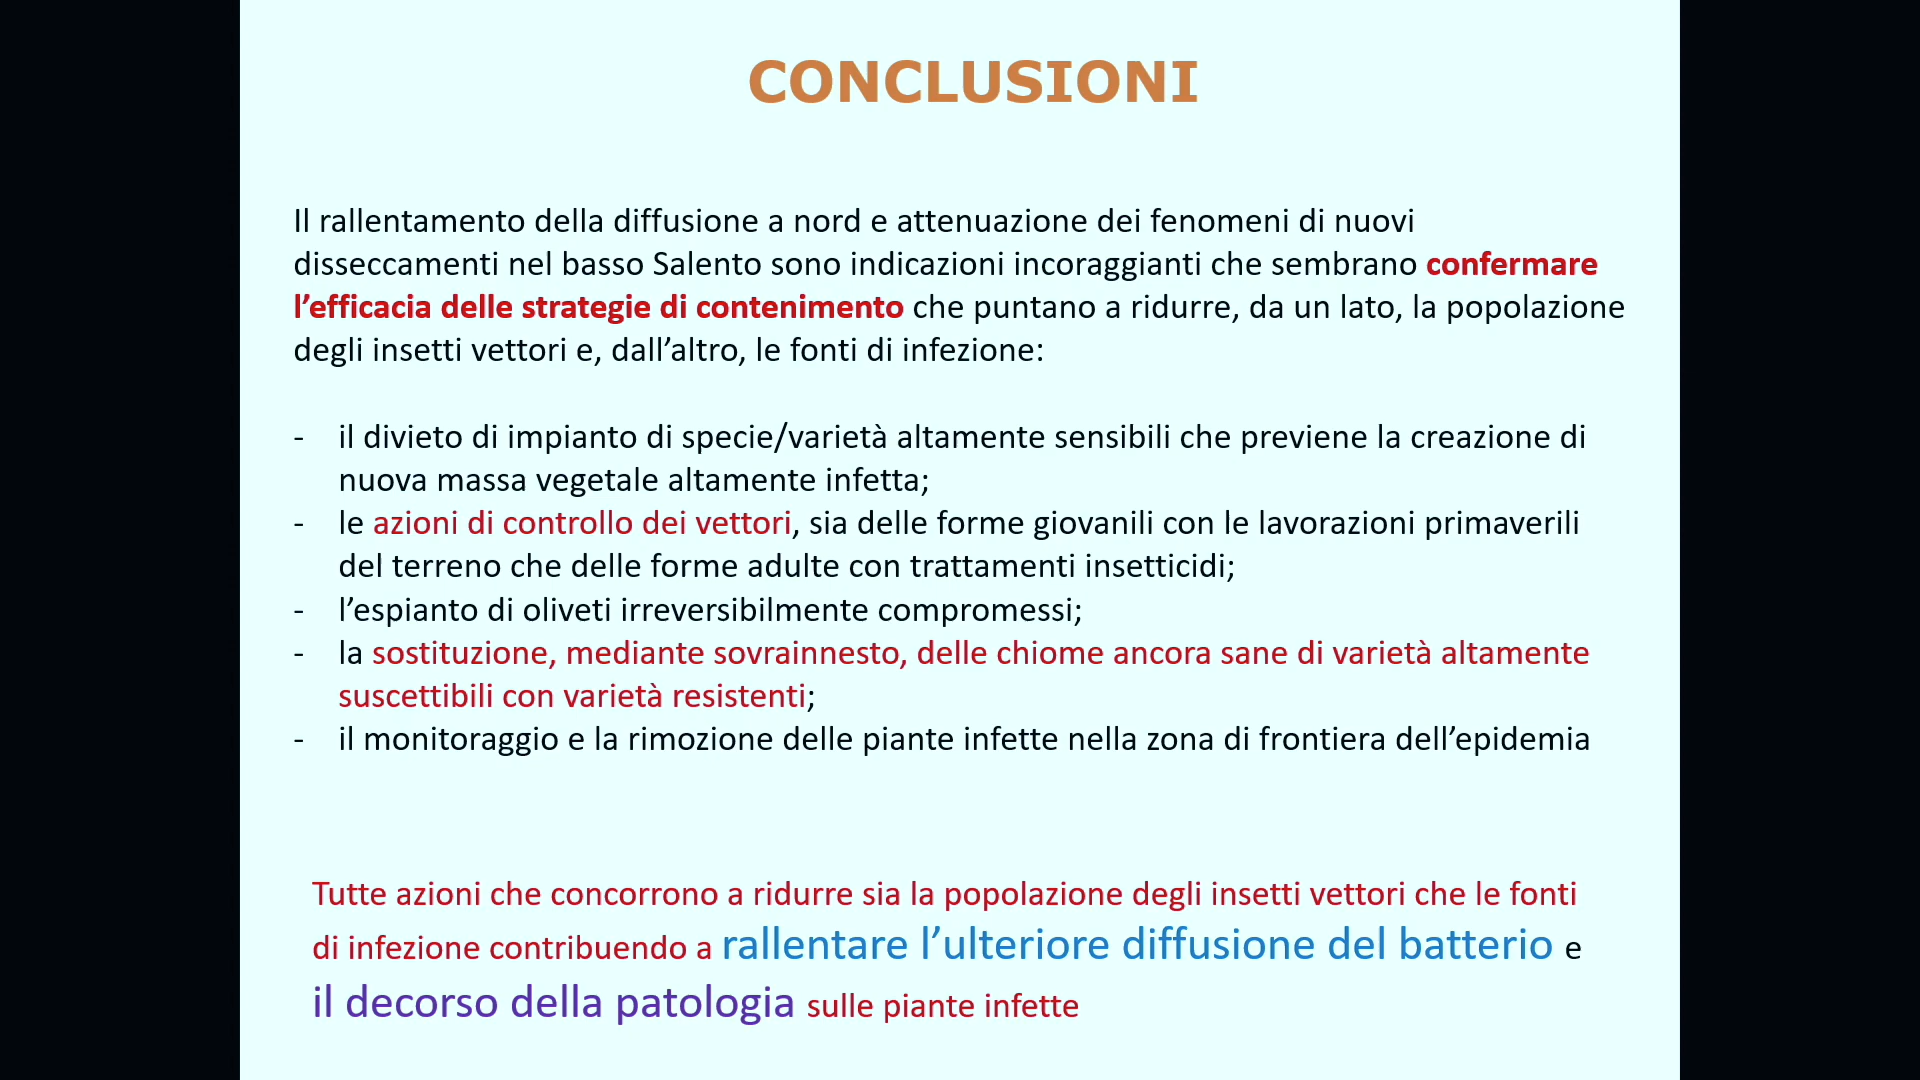 CONCLUSIONI
Il rallentamento della diffusione a nord e attenuazione dei fenomeni di nuovi
disseccamenti nel basso Salento sono indicazioni incoraggianti che sembrano confermare
l’efficacia delle strategie di contenimento che puntano a ridurre, da un lato, la popolazione
degli insetti vettori e, dall’altro, le fonti di infezione:
- il divieto di impianto di specie/varietà altamente sensibili che previene la creazione di
nuova massa vegetale altamente infetta;
- le azioni di controllo dei vettori, sia delle forme giovanili con le lavorazioni primaverili
del terreno che delle forme adulte con trattamenti insetticidi;
- l’espianto di oliveti irreversibilmente compromessi;
- la sostituzione, mediante sovrainnesto, delle chiome ancora sane di varietà altamente
suscettibili con varietà resistenti;
- il monitoraggio e la rimozione delle piante infette nella zona di frontiera dell’epidemia
Tutte azioni che concorrono a ridurre sia la popolazione degli insetti vettori che le fonti
di infezione contribuendo a rallentare l’ulteriore diffusione del batterio e
il decorso della patologia sulle piante infette